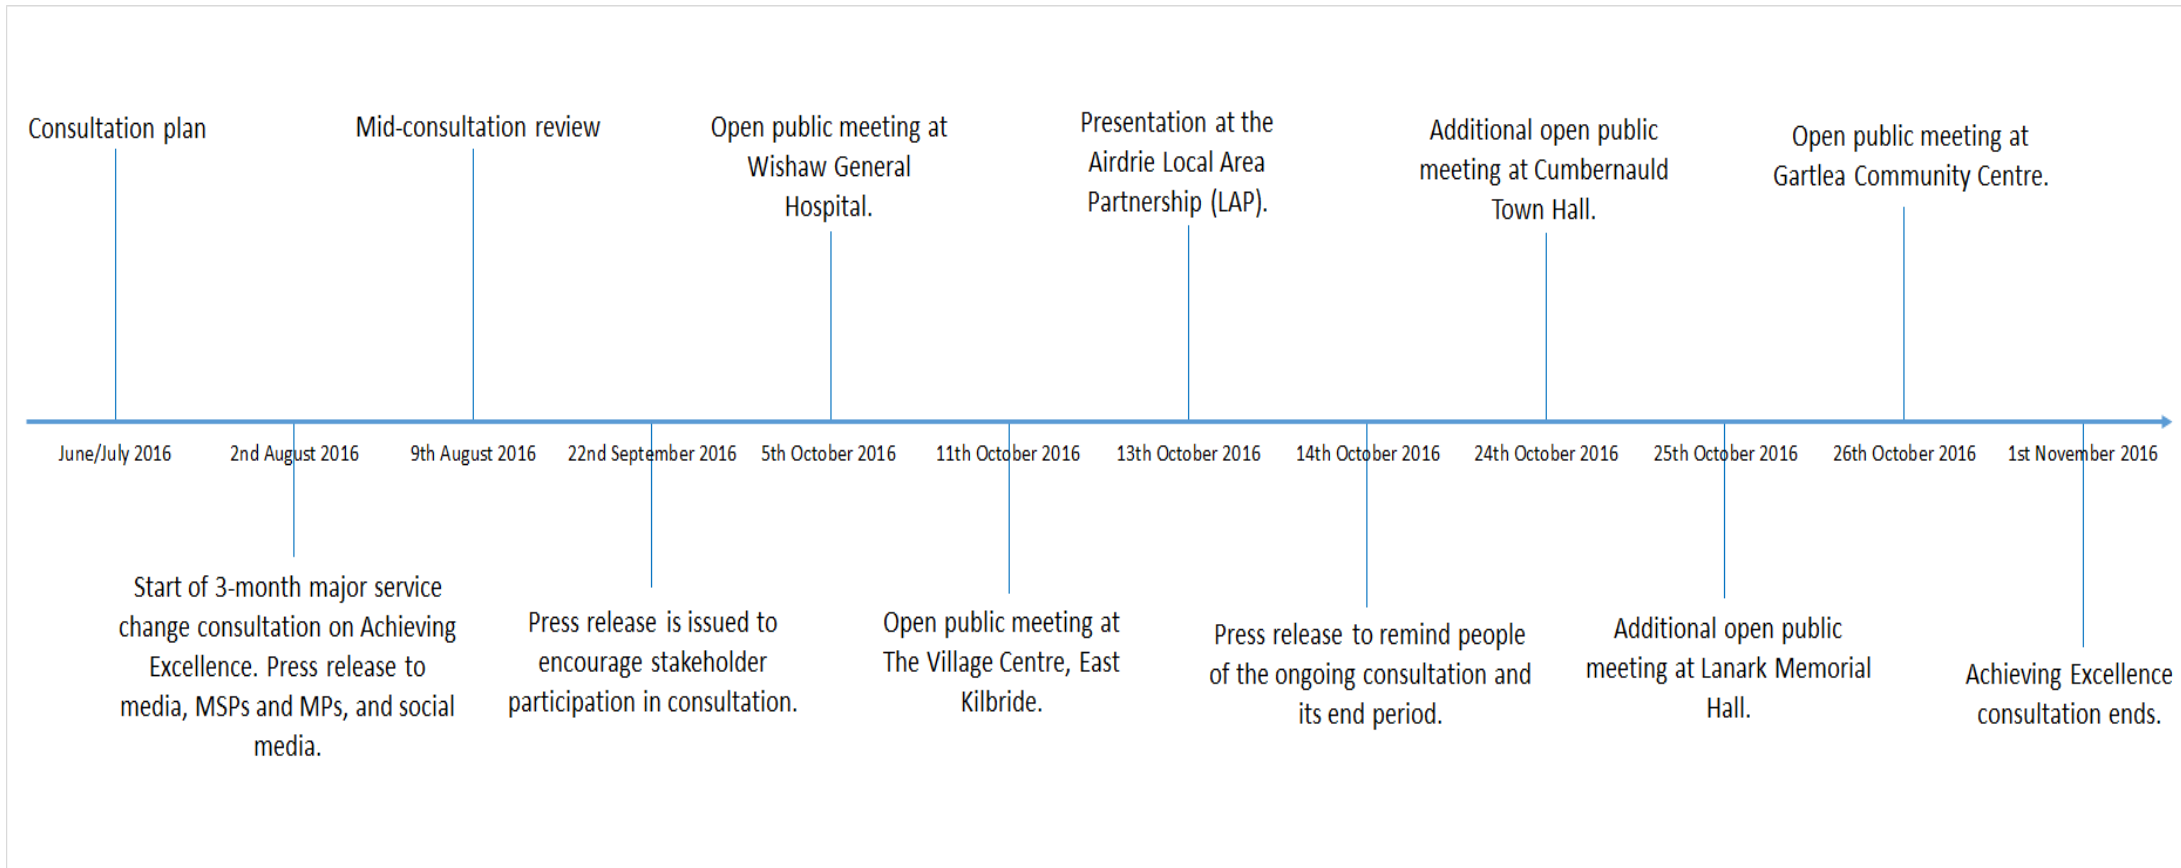 Consultation plan
Mid-consultation review
Open public meeting at
Wishaw General
Hospital.
Presentation at the
Airdrie Local Area
Partnership (LAP).
Additional open public
meeting at Cumbernauld
Town Hall.
Open public meeting at
Gartlea Community Centre.
June/July 2016
2nd August 2016
9th August 2016
22nd September 2016
5th October 2016
11th October 2016
13th October 2016
14th October 2016
24th October 2016
25th October 2016
26th October 2016
1st November 2016
Start of 3-month major service
change consultation on Achieving
Excellence. Press release to
media, MSPs and MPs, and social
media.
Press release is issued to
encourage stakeholder
participation in consultation.
Open public meeting at
The Village Centre, East
Kilbride.
Press release to remind people
of the ongoing consultation and
its end period.
Additional open public
meeting at Lanark Memorial
Hall.
Achieving Excellence
consultation ends.